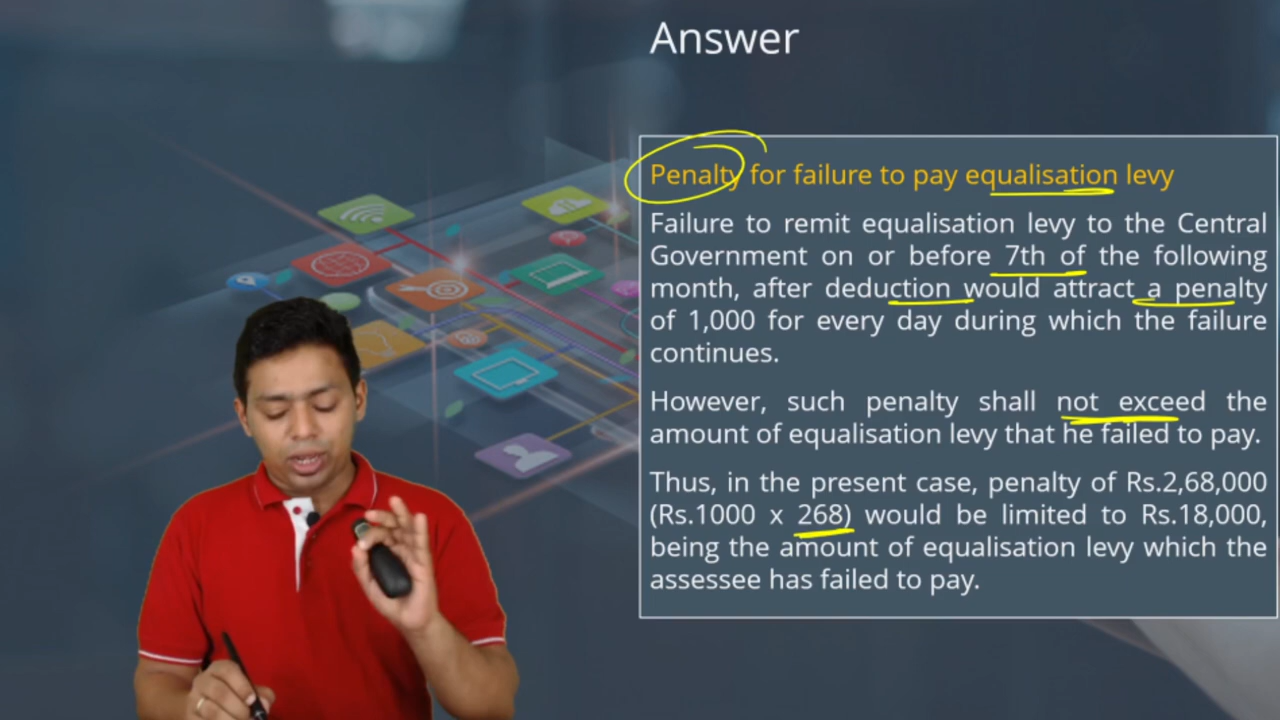 Answer
Penalty for failure to pay equalisation levy
Failure to remit equalisation levy to the Central
Government on or before 7th of the following
month, after deduction would attract a penalty
of 1,000 for every day during which the failure
continues.
However, such penalty shall not exceed the
amount of equalisation levy that he failed to pay.
Thus, in the present case, penalty of Rs.2,68,000
(Rs.1000 x 268) would be limited to Rs.18,000,
being the amount of equalisation levy which the
assessee has failed to pay.